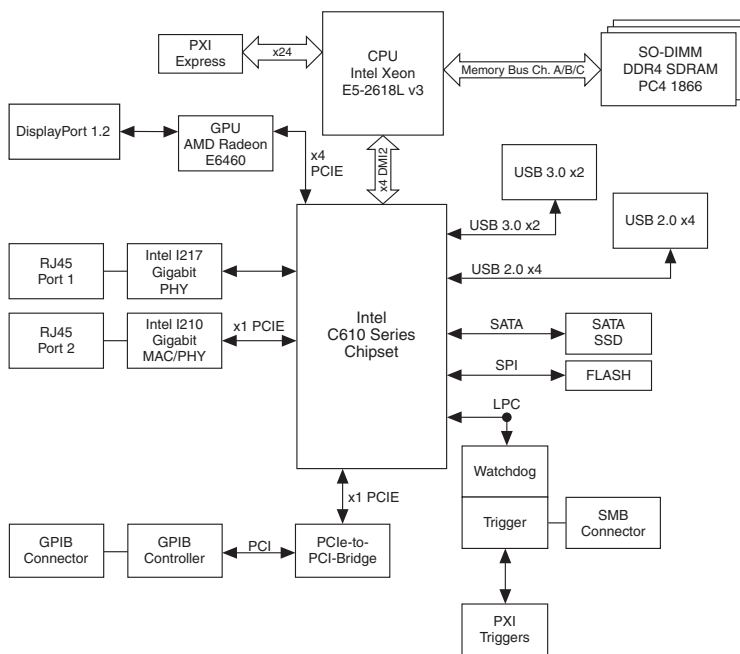 PXI
Express
x24
CPU
Intel Xeon
E5-2618L v3
Memory Bus Ch. A/B/C
SO-DIMM
DDR4 SDRAM
PC4 1866
DisplayPort 1.2
GPU
AMD Radeon
E6460
x4
PCIE
x4 DMI2
USB 3.0 x2
USB 2.0 x4
USB 3.0 x2
USB 2.0 x4
RJ45
Port 1
Intel I217
Gigabit
PHY
RJ45
Port 2
Intel I210
Gigabit
MAC/PHY
x1 PCIE
Intel
C610 Series
Chipset
SATA
SATA
SSD
SPI
FLASH
LPC
Watchdog
Trigger
SMB
Connector
x1 PCIE
GPIB
Connector
GPIB
Controller
PCI
PCIe-to-
PCI-Bridge
PXI
Triggers